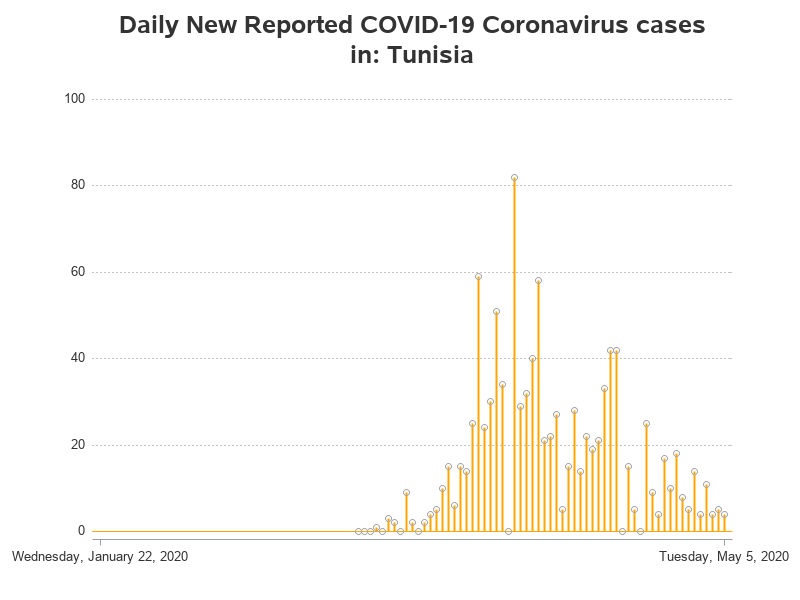 Daily New Reported COVID-19 Coronavirus cases
in: Tunisia
100
80
60
40
20
0
Wednesday, January 22, 2020
Tuesday, May 5, 2020